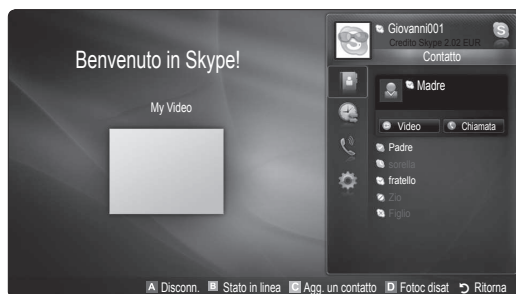 Benvenuto in Skype!
My Video
Giovanni001
Credito Skype 2.02 EUR
Contatto
Madre
Video Chiamata
Padre
sorella
fratello
Zio
Figlio
A Disconn. B Stato in linea C Agg. un contatto D Fotoc disat Ritorna